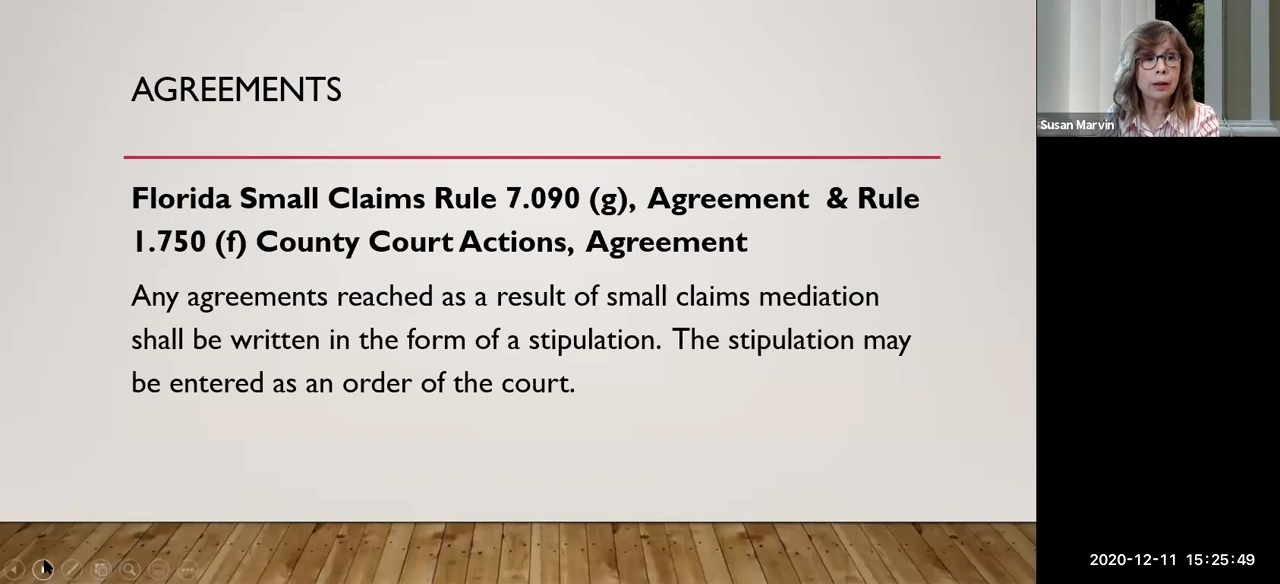 AGREEMENTS
Florida Small Claims Rule 7.090 (g), Agreement & Rule
1.750 (f) County Court Actions, Agreement
Any agreements reached as a result of small claims mediation
shall be written in the form of a stipulation. The stipulation may
be entered as an order of the court.
Susan Marvin
2020-12-11 15:25:49